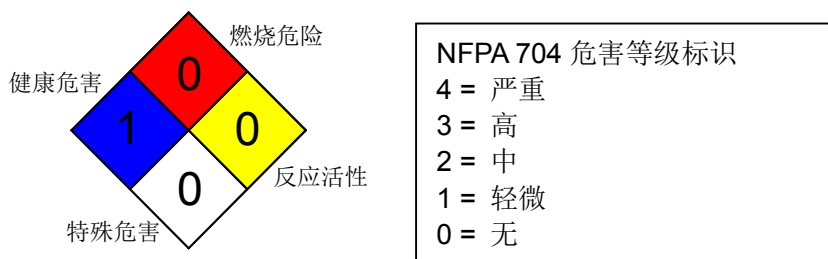 燃烧危险
健康危害
0
1
0
0
反应活性
特殊危害
NFPA 704 危害等级标识
4 = 严重
3 = 高
2 = 中
1 = 轻微
0 = 无